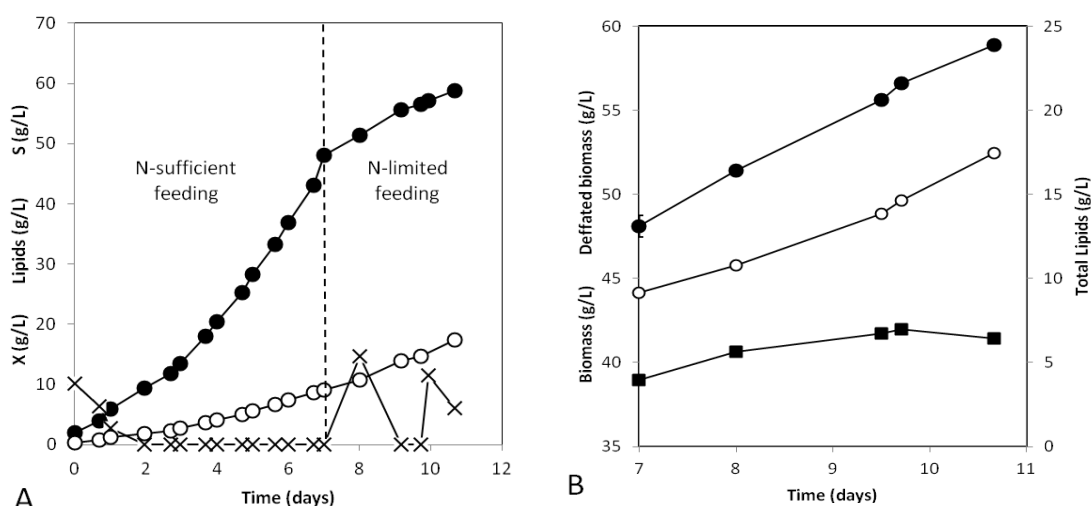 70
60
50
40
30
20
10
0
S (g/L)
Lipids (g/L)
X (g/L)
N-sufficient
feeding
N-limited
feeding
0
2
4
6
8
10
12
Time (days)
A
60
55
50
45
40
35
Deffated biomass (g/L)
Biomass (g/L)
25
20
15
10
5
0
Total Lipids (g/L)
7
8
9
10
11
Time (days)
B